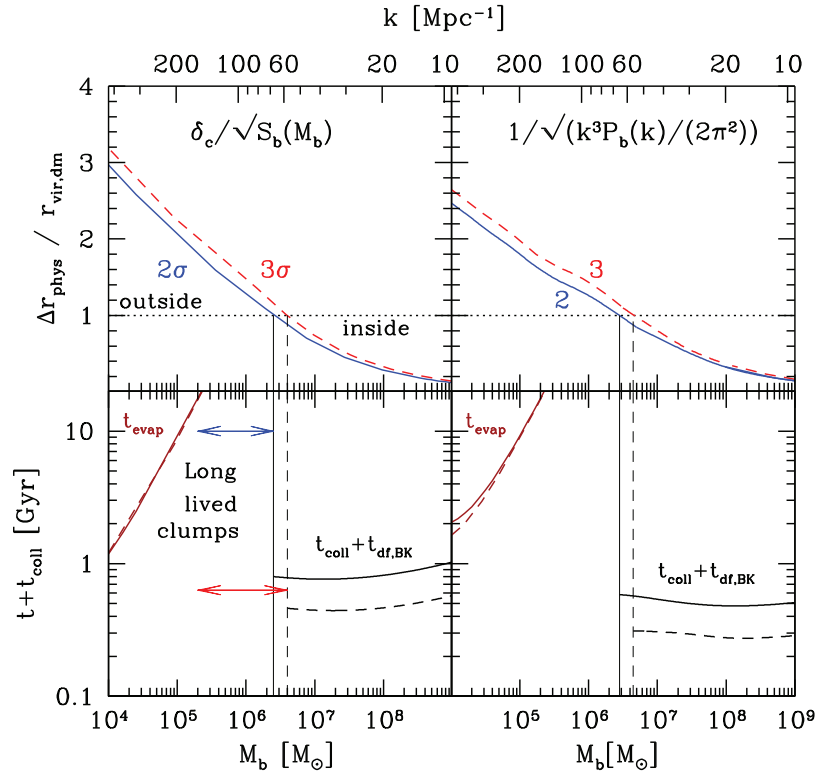 k [Mpc⁻¹]
200 100 60 20 10 200 100 60 20 10
4
3
2
1
Δr_phys / r_vir,dm
δ_c/√S_b(M_b)
1/√(k³P_b(k)/(2π²))
2σ 3σ
outside
inside
3
2
10
1
0.1
t+t_coll [Gyr]
t_evap
Long
lived
clumps
t_coll+t_df,BK
t_evap
t_coll+t_df,BK
10⁴ 10⁵ 10⁶ 10⁷ 10⁸ 10⁵ 10⁶ 10⁷ 10⁸ 10⁹
M_b [M_⊙] M_b[M_⊙]